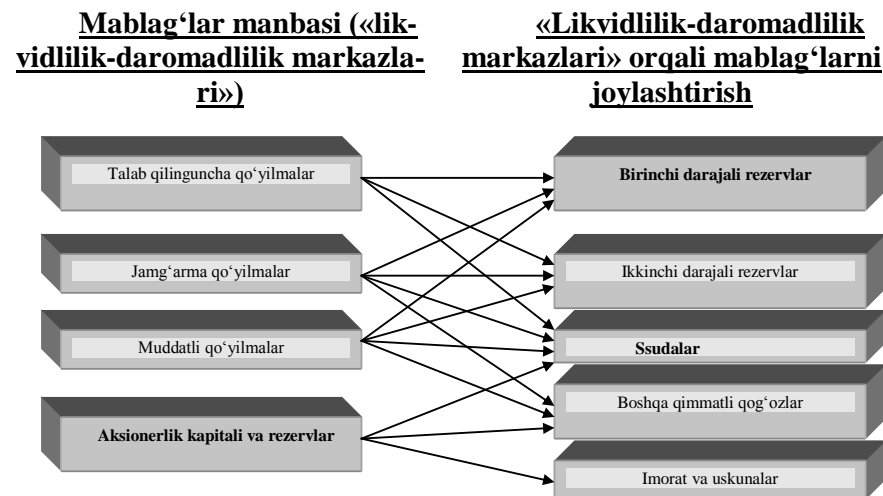 Mablag‘lar manbasi («lik-
vidlilik-daromadlilik markazla-
ri»)
«Likvidlilik-daromadlilik
markazlari» orqali mablag‘larni
joylashtirish
Talab qilinguncha qo‘yilmalar
Jamg‘arma qo‘yilmalar
Muddatli qo‘yilmalar
Aksionerlik kapitali va rezervlar
Birinchi darajali rezervlar
Ikkinchi darajali rezervlar
Ssudalar
Boshqa qimmatli qog‘ozlar
Imorat va uskunalar